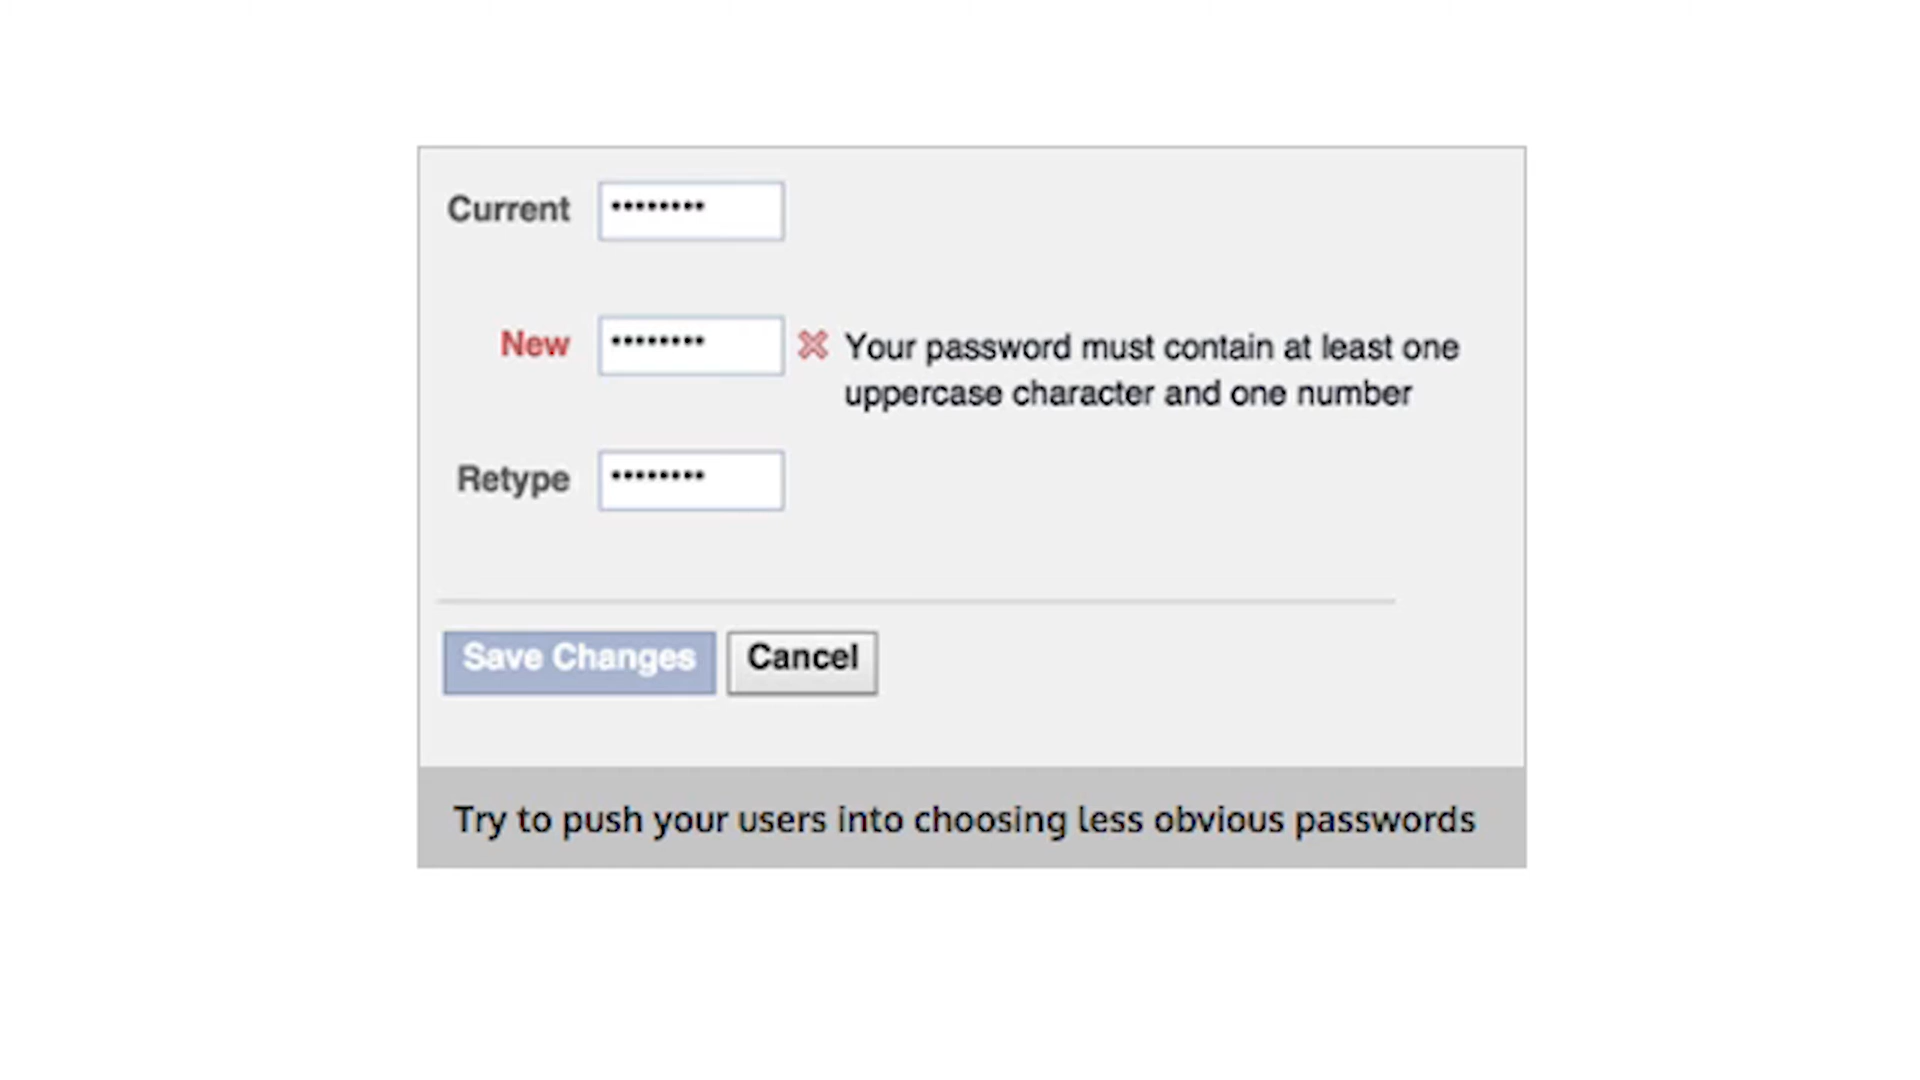 Current ••••••••
New •••••••• Your password must contain at least one
uppercase character and one number
Retype ••••••••
Save Changes Cancel
Try to push your users into choosing less obvious passwords